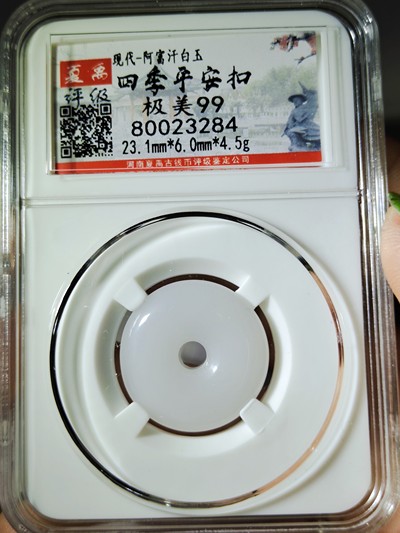 夏禹
评级
现代-阿富汗白玉
四季平安扣
极美99
80023284
23.1mm*6.0mm*4.5g
河南夏禹古钱币评级鉴定公司